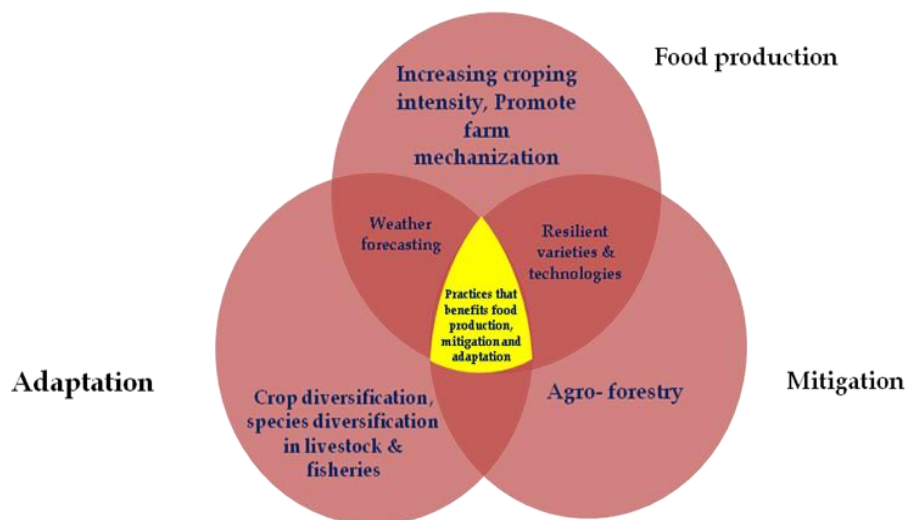 Food production
Increasing croping
intensity, Promote
farm
mechanization
Weather
forecasting
Resilient
varieties &
technologies
Practices that
benefits food
production,
mitigation and
adaptation
Adaptation
Mitigation
Crop diversification,
species diversification
in livestock &
fisheries
Agro- forestry